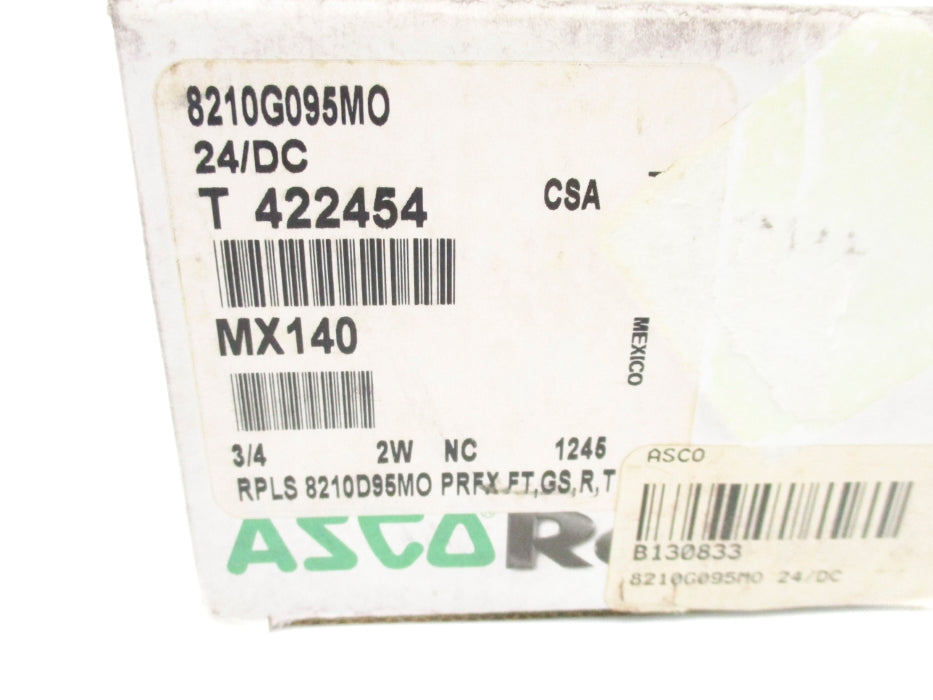 8210G095MO
24/DC
T 422454
CSA
MX140
MEXICO
3/4 2W NC 1245
RPLS 8210D95MO PRFX FT,GS,R,T
ASCO® R
ASCO
B130833
8210G095MO 24/DC